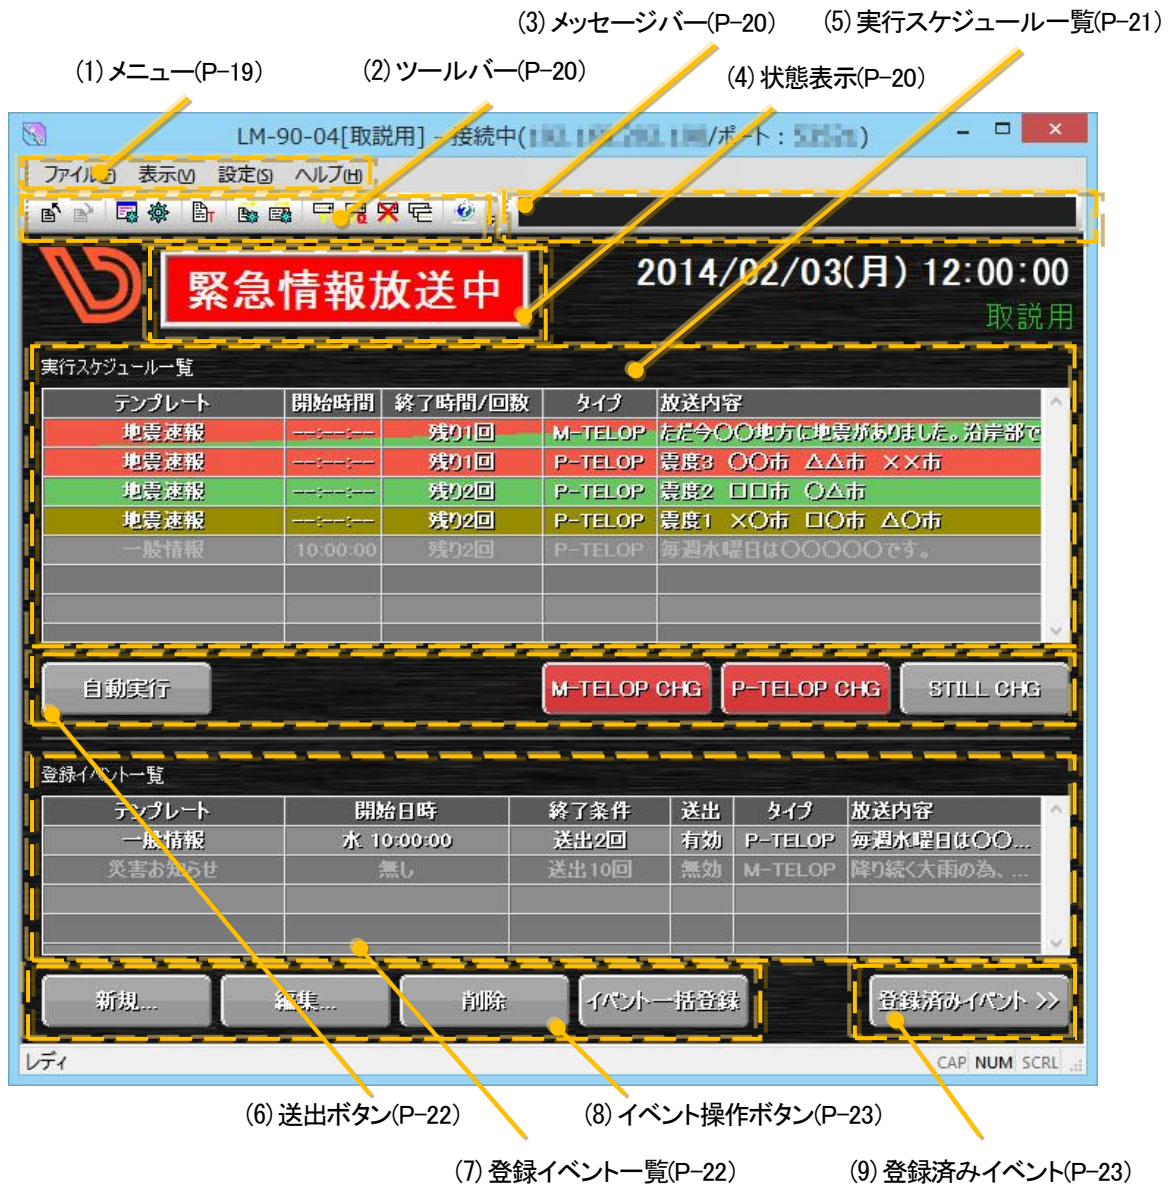 (3) メッセージバー(P-20)
(5) 実行スケジュール一覧(P-21)
(1) メニュー(P-19)
(2) ツールバー(P-20)
(4) 状態表示(P-20)
LM-90-04[取説用] - 接続中(
/ポート:
)
ファイル(F) 表示(V) 設定(S) ヘルプ(H)
緊急情報放送中
2014/02/03(月) 12:00:00
取説用
実行スケジュール一覧
テンプレート 開始時間 終了時間/回数 タイプ 放送内容
地震速報 --:--:-- 残り1回 M-TELOP ただ今〇〇地方に地震がありました。沿岸部で
地震速報 --:--:-- 残り1回 P-TELOP 震度3 〇〇市 △△市 ××市
地震速報 --:--:-- 残り2回 P-TELOP 震度2 □□市 〇△市
地震速報 --:--:-- 残り2回 P-TELOP 震度1 ×〇市 □〇市 △〇市
一般情報 10:00:00 残り2回 P-TELOP 毎週水曜日は〇〇〇〇〇です。
自動実行 M-TELOP CHG P-TELOP CHG STILL CHG
登録イベント一覧
テンプレート 開始日時 終了条件 送出 タイプ 放送内容
一般情報 水 10:00:00 送出2回 有効 P-TELOP 毎週水曜日は〇〇...
災害お知らせ 無し 送出10回 無効 M-TELOP 降り続く大雨の為、...
新規... 編集... 削除 イベント一括登録 登録済みイベント >>
レディ CAP NUM SCRL
(6) 送出ボタン(P-22)
(8) イベント操作ボタン(P-23)
(7) 登録イベント一覧(P-22)
(9) 登録済みイベント(P-23)